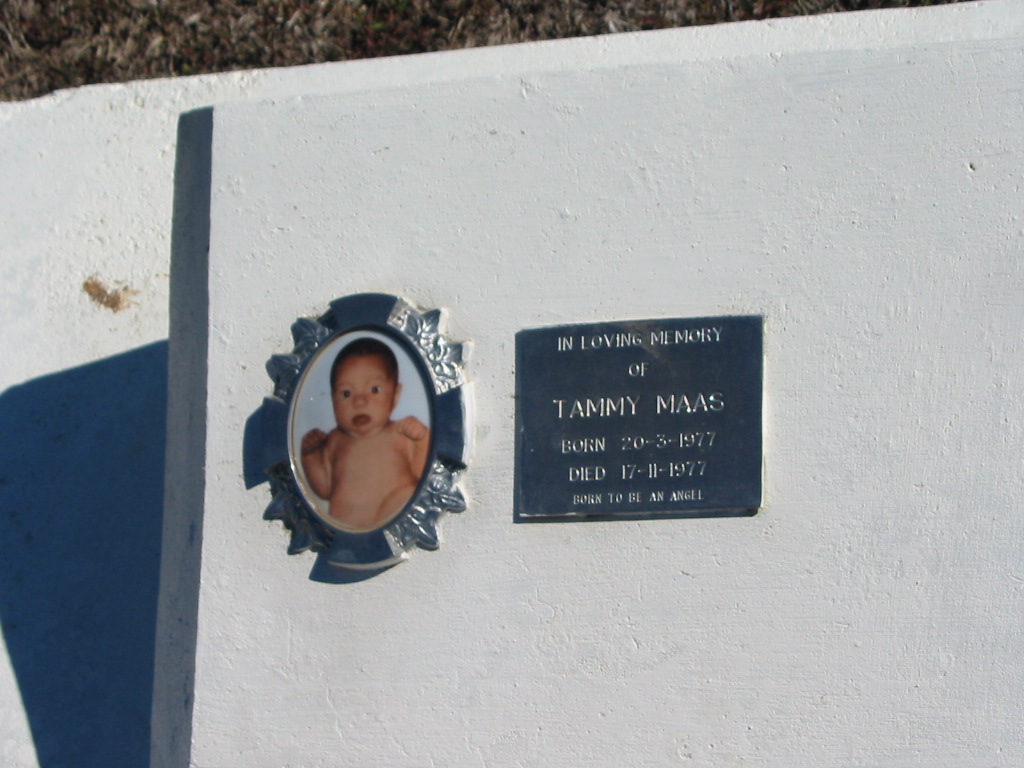 IN LOVING MEMORY
OF
TAMMY MAAS
BORN 20-3-1977
DIED 17-11-1977
BORN TO BE AN ANGEL